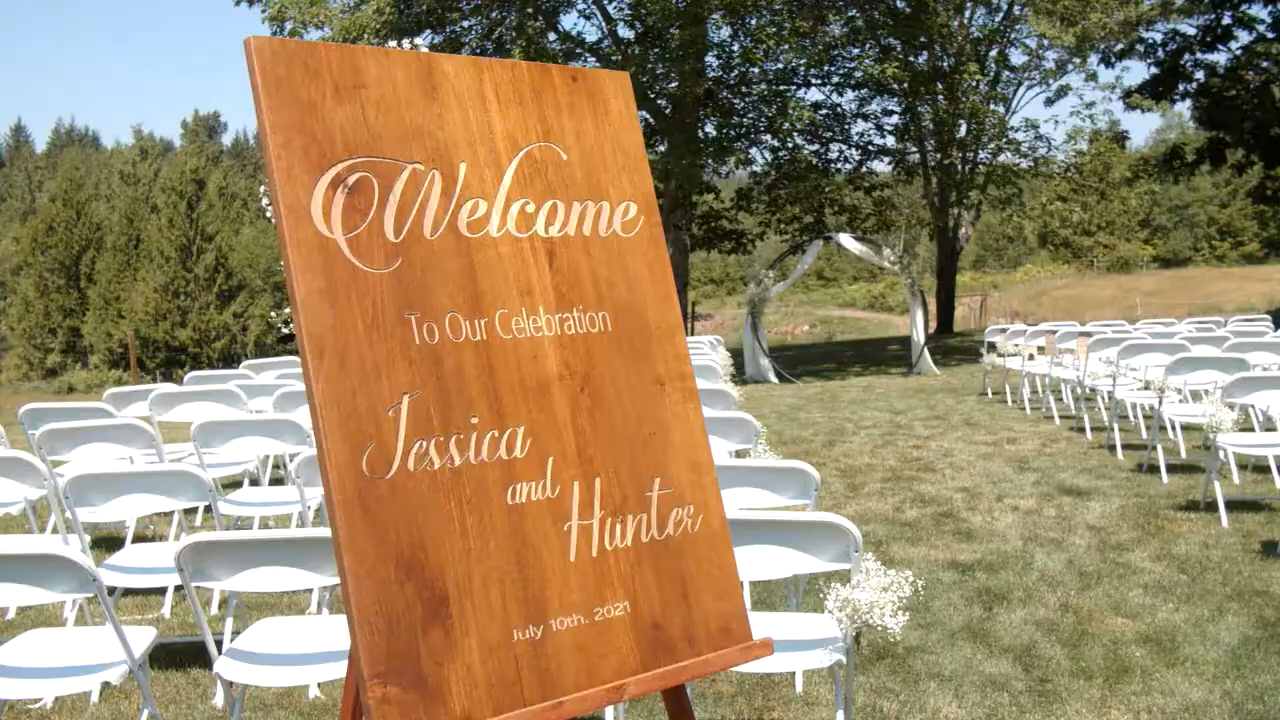 Welcome
To Our Celebration
Jessica
and
Hunter
July 10th. 2021